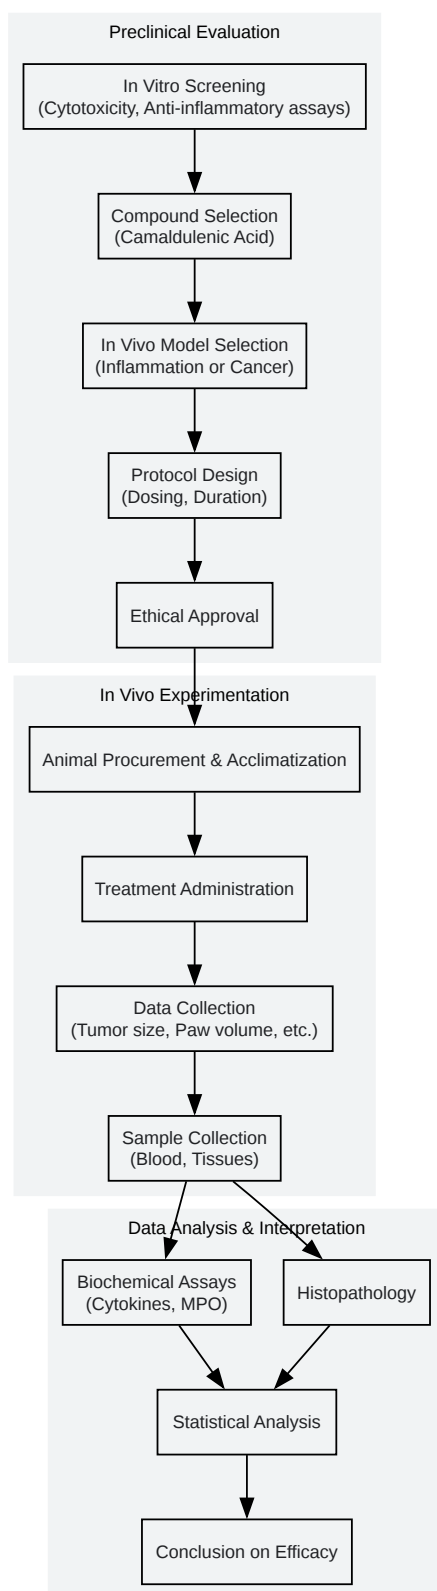 Preclinical Evaluation
In Vitro Screening
(Cytotoxicity, Anti-inflammatory assays)
Compound Selection
(Camaldulenic Acid)
In Vivo Model Selection
(Inflammation or Cancer)
Protocol Design
(Dosing, Duration)
Ethical Approval
In Vivo Experimentation
Animal Procurement & Acclimatization
Treatment Administration
Data Collection
(Tumor size, Paw volume, etc.)
Sample Collection
(Blood, Tissues)
Data Analysis & Interpretation
Biochemical Assays
(Cytokines, MPO)
Histopathology
Statistical Analysis
Conclusion on Efficacy